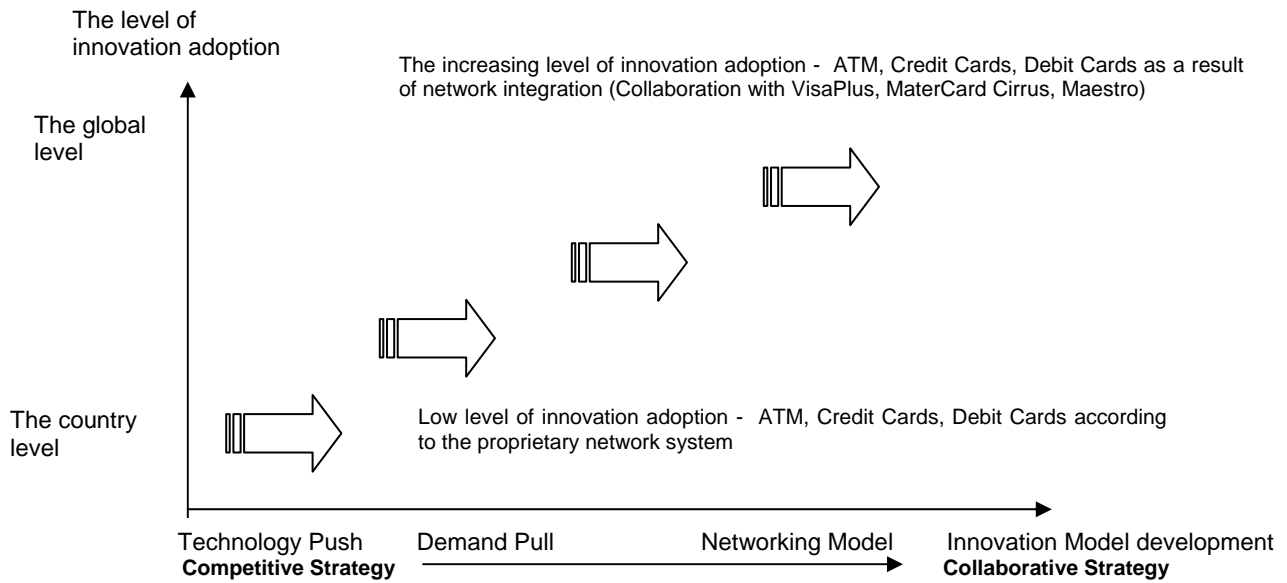 The level of
innovation adoption
The increasing level of innovation adoption - ATM, Credit Cards, Debit Cards as a result
of network integration (Collaboration with VisaPlus, MaterCard Cirrus, Maestro)
The global
level
The country
level
Low level of innovation adoption - ATM, Credit Cards, Debit Cards according
to the proprietary network system
Technology Push Demand Pull Networking Model Innovation Model development
Competitive Strategy Collaborative Strategy